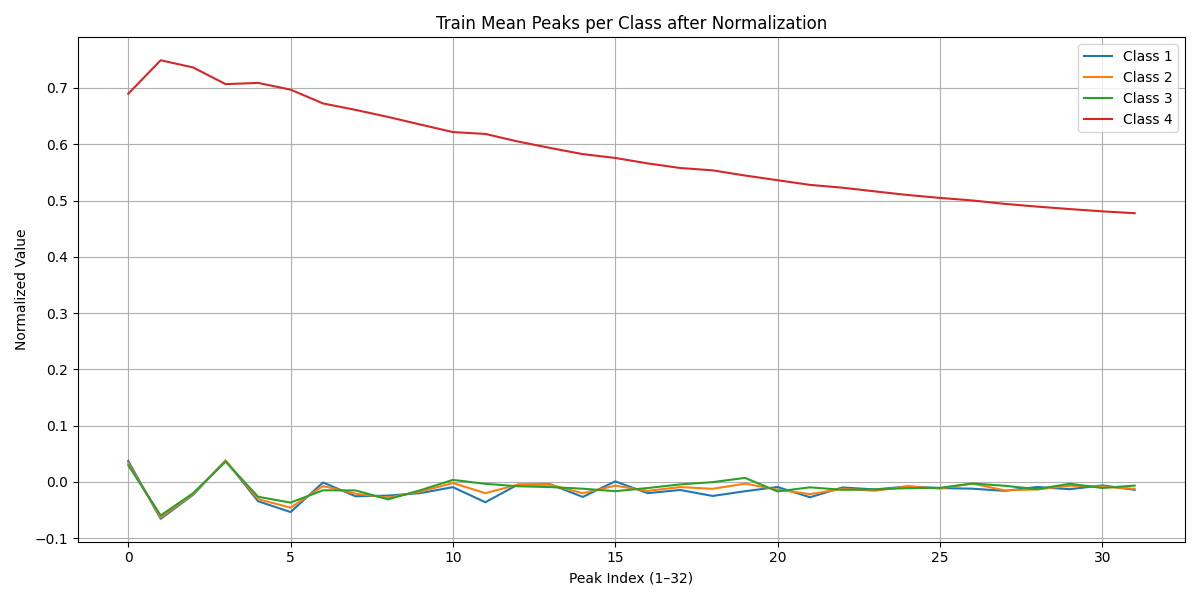 Train Mean Peaks per Class after Normalization
Normalized Value
0.7
0.6
0.5
0.4
0.3
0.2
0.1
0.0
−0.1
Class 1
Class 2
Class 3
Class 4
0 5 10 15 20 25 30
Peak Index (1–32)